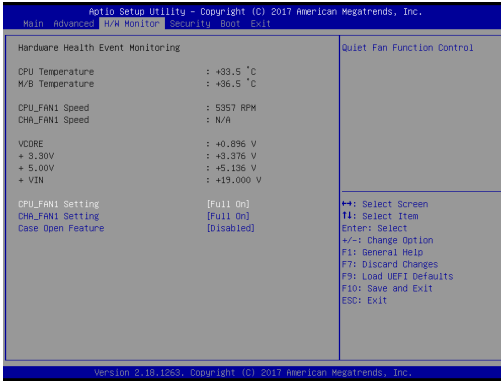 Aptio Setup Utility – Copyright (C) 2017 American Megatrends, Inc.
Main Advanced H/W Monitor Security Boot Exit
Hardware Health Event Monitoring
Quiet Fan Function Control
CPU Temperature : +33.5 °C
M/B Temperature : +36.5 °C
CPU_FAN1 Speed : 5357 RPM
CHA_FAN1 Speed : N/A
VCORE : +0.896 V
+ 3.30V : +3.376 V
+ 5.00V : +5.136 V
+ VIN : +19.000 V
CPU_FAN1 Setting [Full On]
CHA_FAN1 Setting [Full On]
Case Open Feature [Disabled]
↔: Select Screen
↑↓: Select Item
Enter: Select
+/-: Change Option
F1: General Help
F7: Discard Changes
F9: Load UEFI Defaults
F10: Save and Exit
ESC: Exit
Version 2.18.1263. Copyright (C) 2017 American Megatrends, Inc.